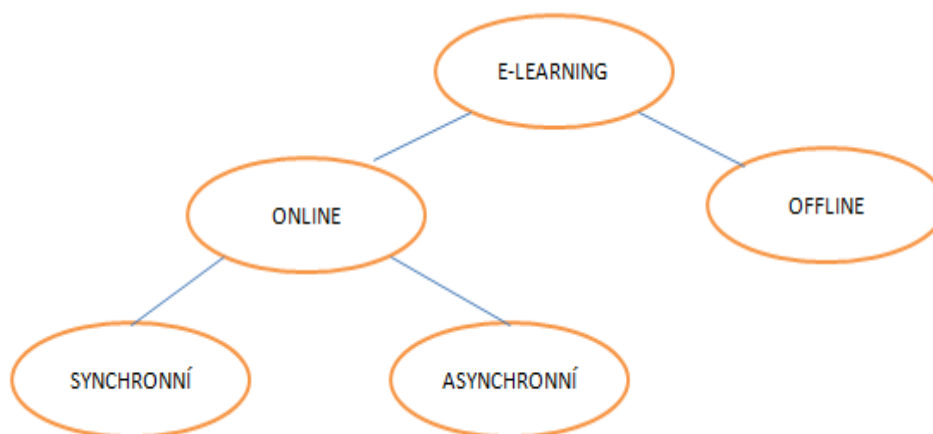 E-LEARNING
ONLINE
OFFLINE
SYNCHRONNÍ
ASYNCHRONNÍ